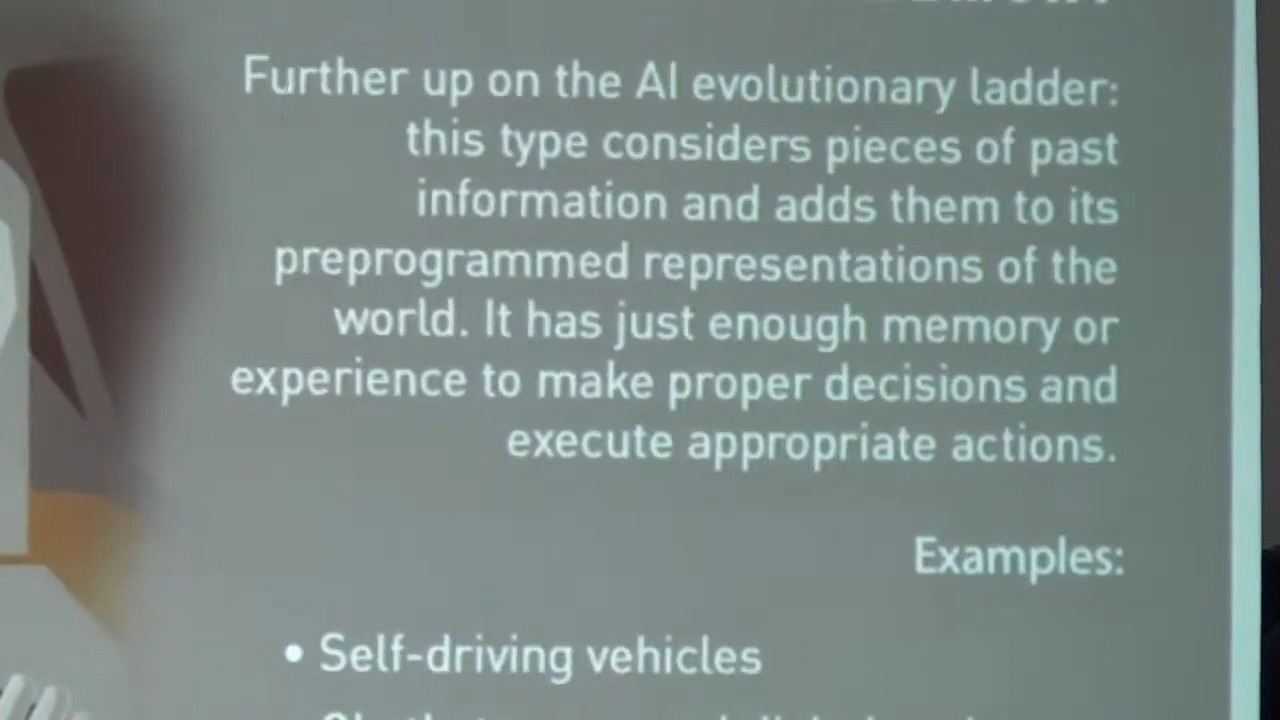 Further up on the AI evolutionary ladder:
this type considers pieces of past
information and adds them to its
preprogrammed representations of the
world. It has just enough memory or
experience to make proper decisions and
execute appropriate actions.
Examples:
• Self-driving vehicles